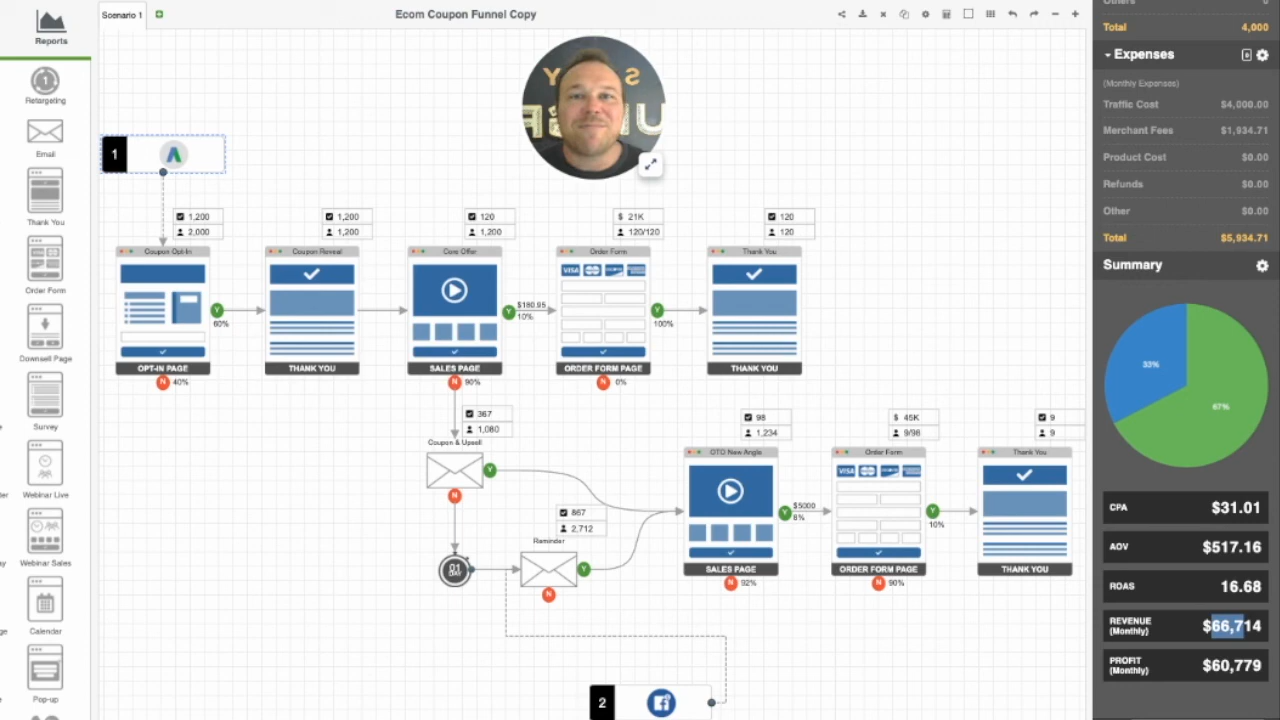 Reports
Scenario 1
Ecom Coupon Funnel Copy
Retargeting
Email
Thank You
Order Form
Downsell Page
Survey
Webinar Live
Webinar Sales
Calendar
Pop-up
1
1,200
2,000
1,200
1,200
120
1,200
$ 21K
120/120
120
120
Coupon Opt-In
Coupon Reveal
Core Offer
Order Form
Thank You
VISA
Y
60%
Y
$180.95
10%
Y
100%
OPT-IN PAGE
THANK YOU
SALES PAGE
ORDER FORM PAGE
THANK YOU
N 40%
N 90%
N 0%
367
1,080
Coupon & Upsell
Y
N
98
1,234
$ 45K
9/98
9
9
OTO New Angle
Order Form
Thank You
VISA
867
2,712
Reminder
01
DAY
Y
N
Y
$5000
8%
Y
10%
SALES PAGE
ORDER FORM PAGE
THANK YOU
N 92%
N 90%
2
Others 0
Total 4,000
Expenses
(Monthly Expenses)
Traffic Cost $4,000.00
Merchant Fees $1,934.71
Product Cost $0.00
Refunds $0.00
Other $0.00
Total $5,934.71
Summary
33%
67%
CPA $31.01
AOV $517.16
ROAS 16.68
REVENUE
(Monthly) $66,714
PROFIT
(Monthly) $60,779